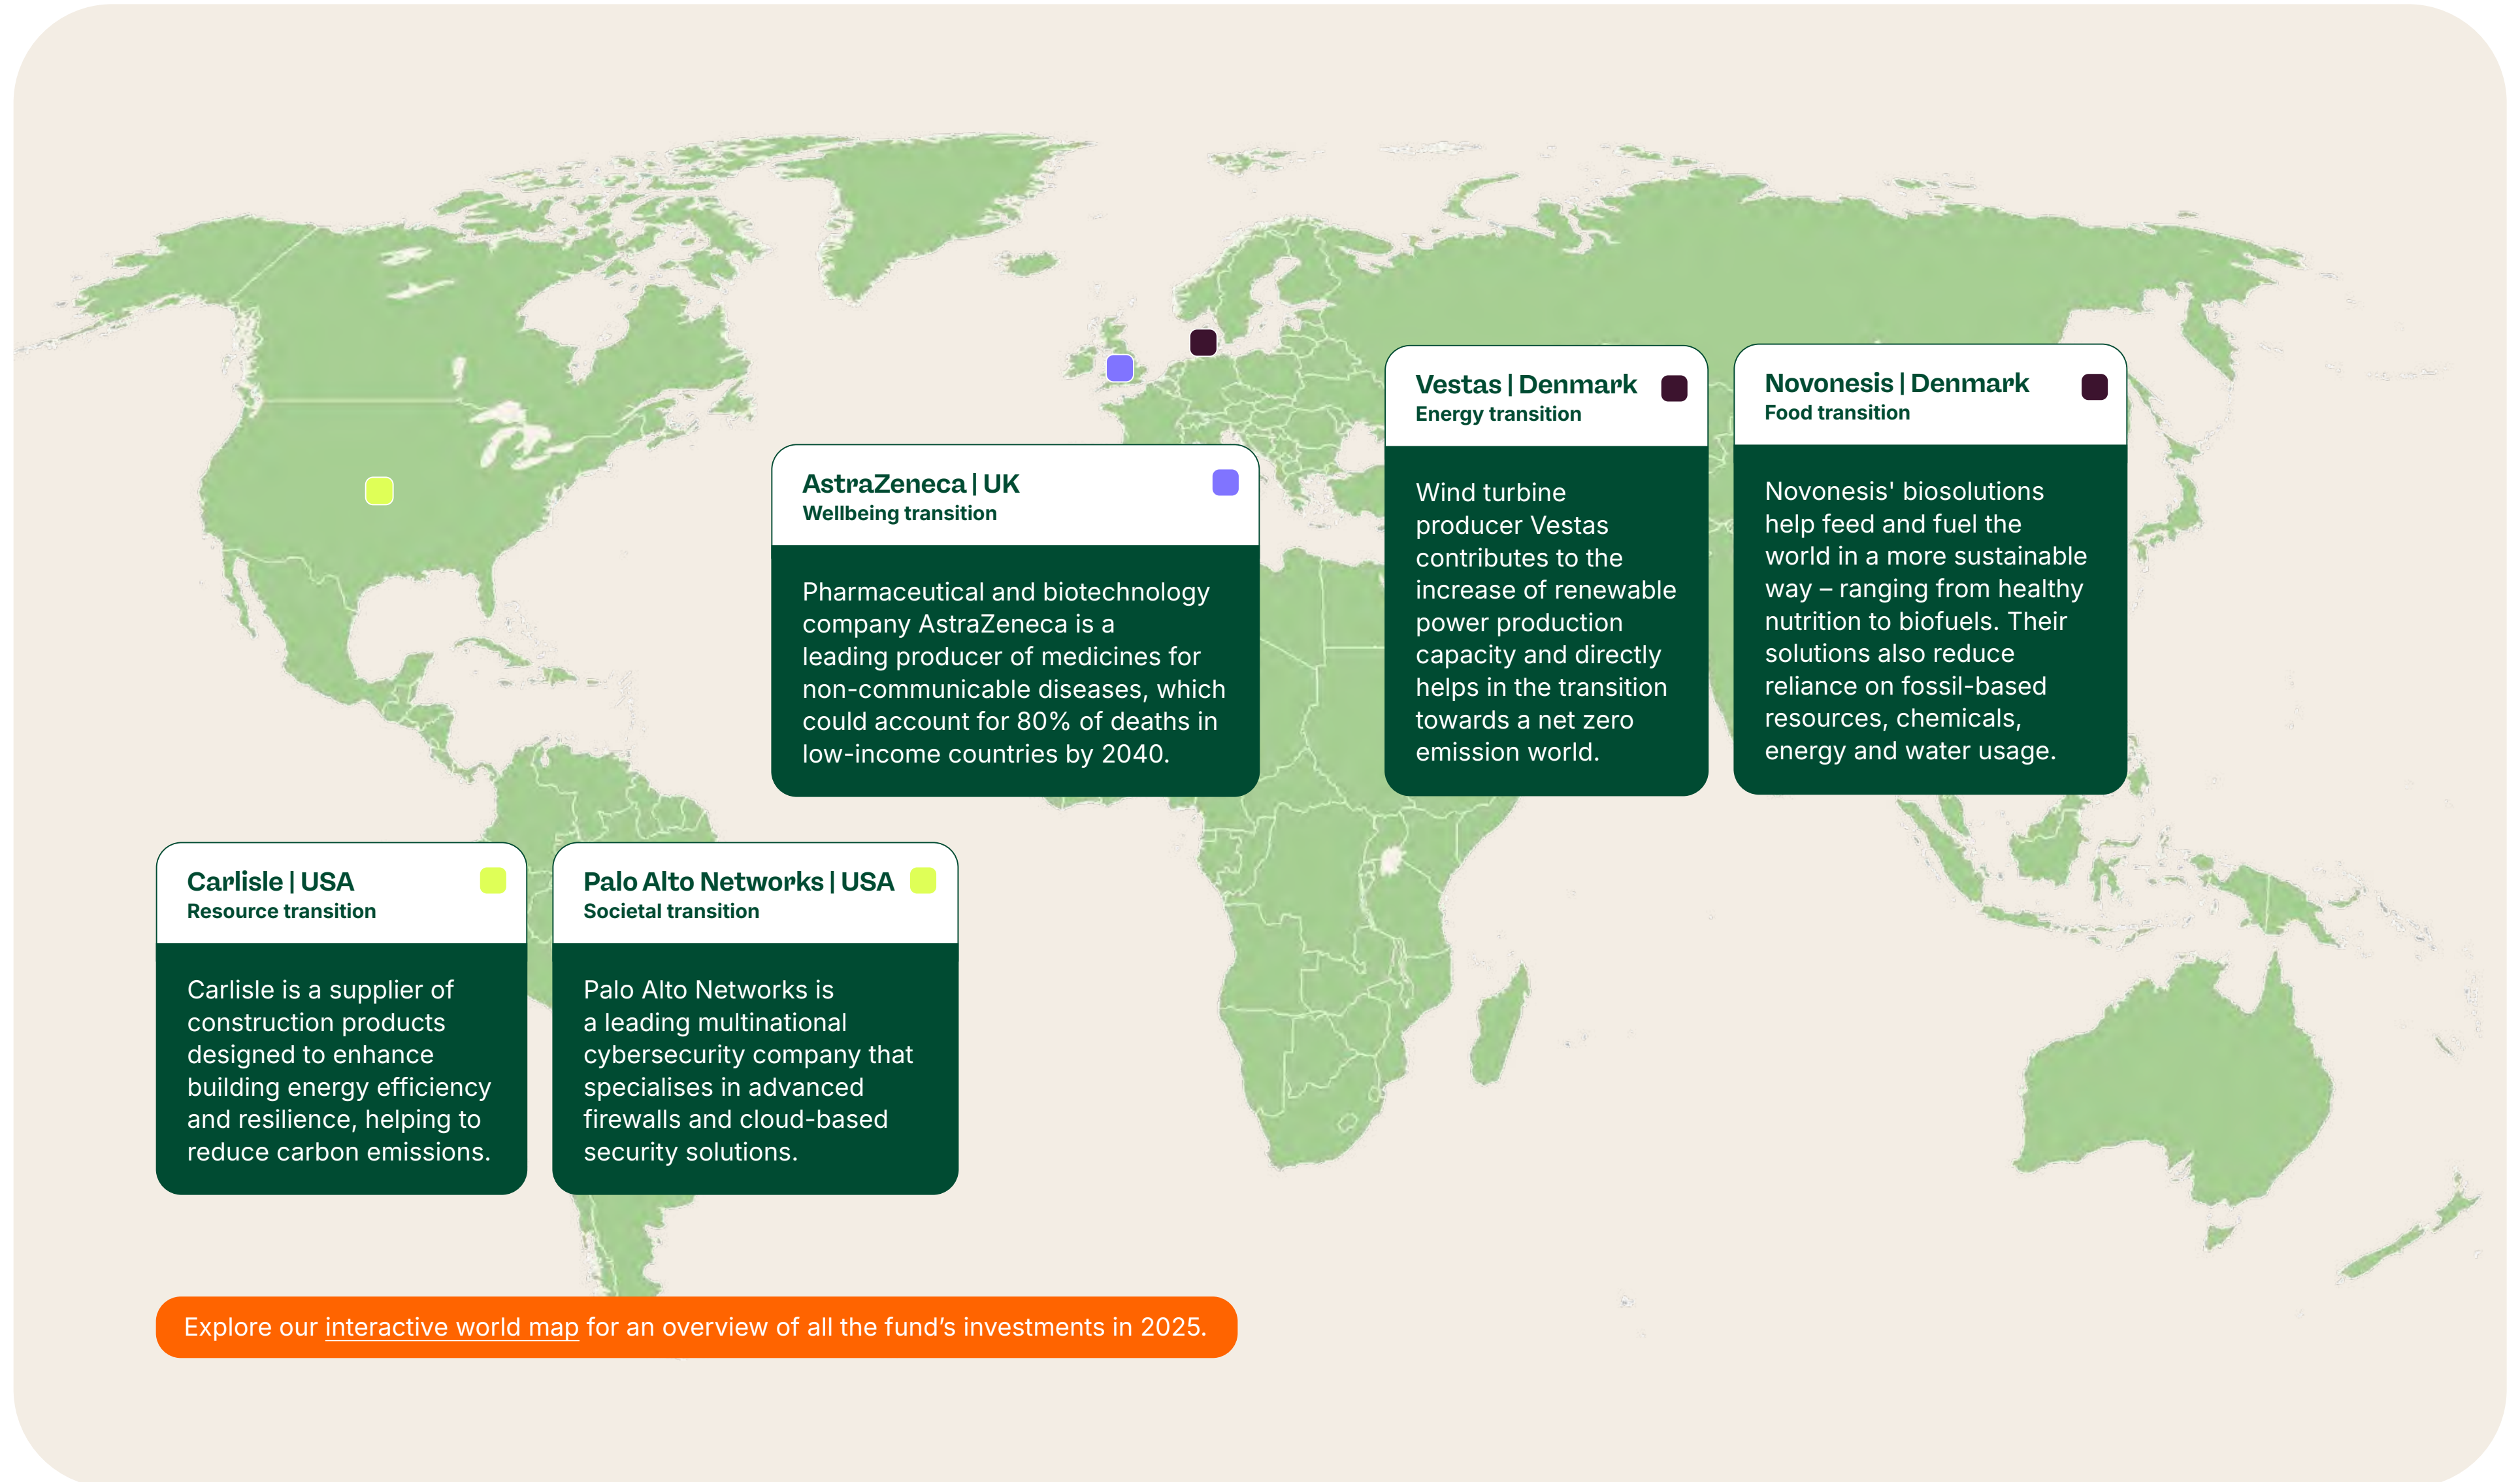 Vestas | Denmark
Energy transition
Wind turbine
producer Vestas
contributes to the
increase of renewable
power production
capacity and directly
helps in the transition
towards a net zero
emission world.
Novonesis | Denmark
Food transition
Novonesis' biosolutions
help feed and fuel the
world in a more sustainable
way – ranging from healthy
nutrition to biofuels. Their
solutions also reduce
reliance on fossil-based
resources, chemicals,
energy and water usage.
AstraZeneca | UK
Wellbeing transition
Pharmaceutical and biotechnology
company AstraZeneca is a
leading producer of medicines for
non-communicable diseases, which
could account for 80% of deaths in
low-income countries by 2040.
Carlisle | USA
Resource transition
Carlisle is a supplier of
construction products
designed to enhance
building energy efficiency
and resilience, helping to
reduce carbon emissions.
Palo Alto Networks | USA
Societal transition
Palo Alto Networks is
a leading multinational
cybersecurity company that
specialises in advanced
firewalls and cloud-based
security solutions.
Explore our interactive world map for an overview of all the fund’s investments in 2025.